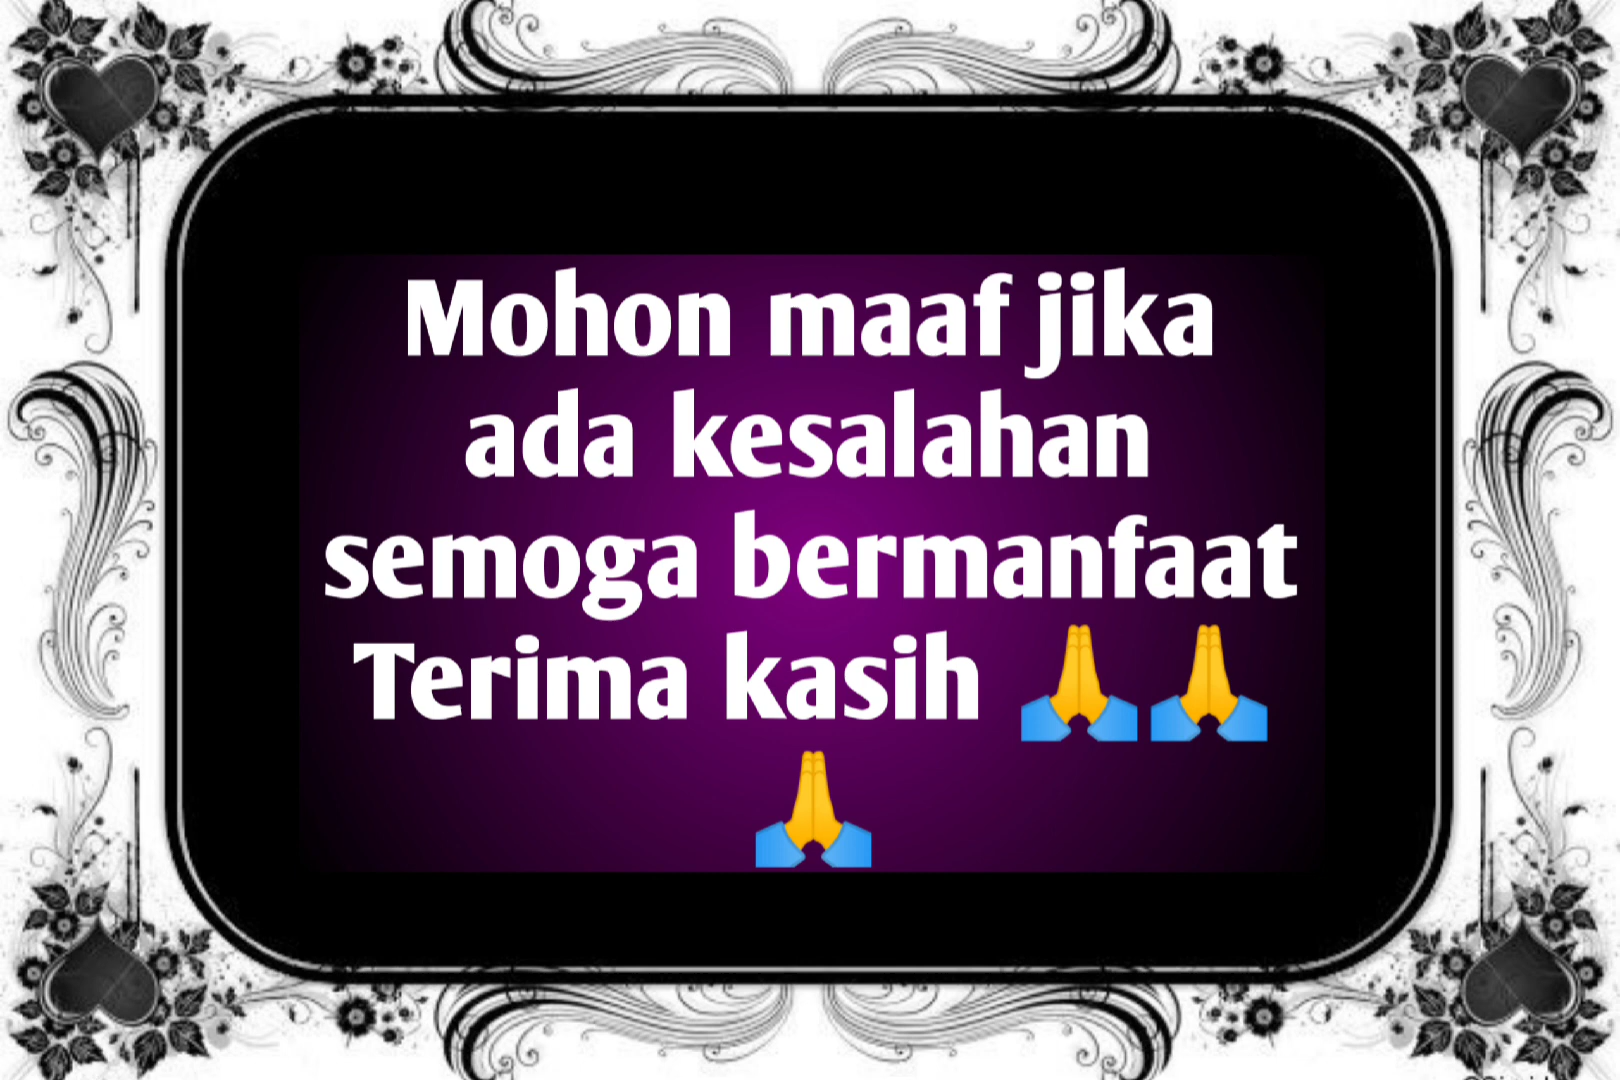 Mohon maaf jika
ada kesalahan
semoga bermanfaat
Terima kasih 🙏🙏
🙏